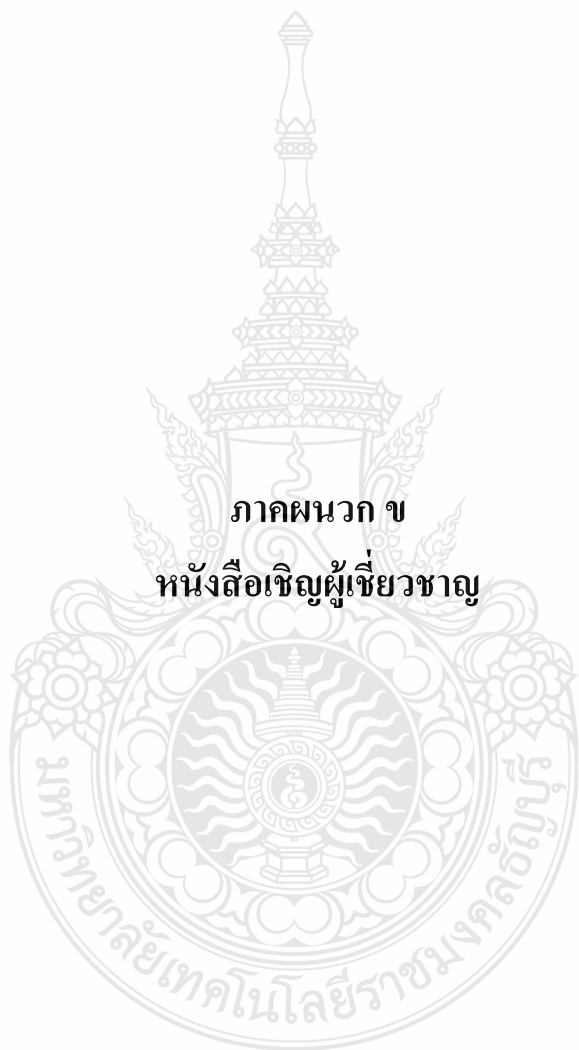 ภาคผนวก ข
หนังสือเชิญผู้เชี่ยวชาญ
มหาวิทยาลัยเทคโนโลยีราชมงคลธัญบุรี